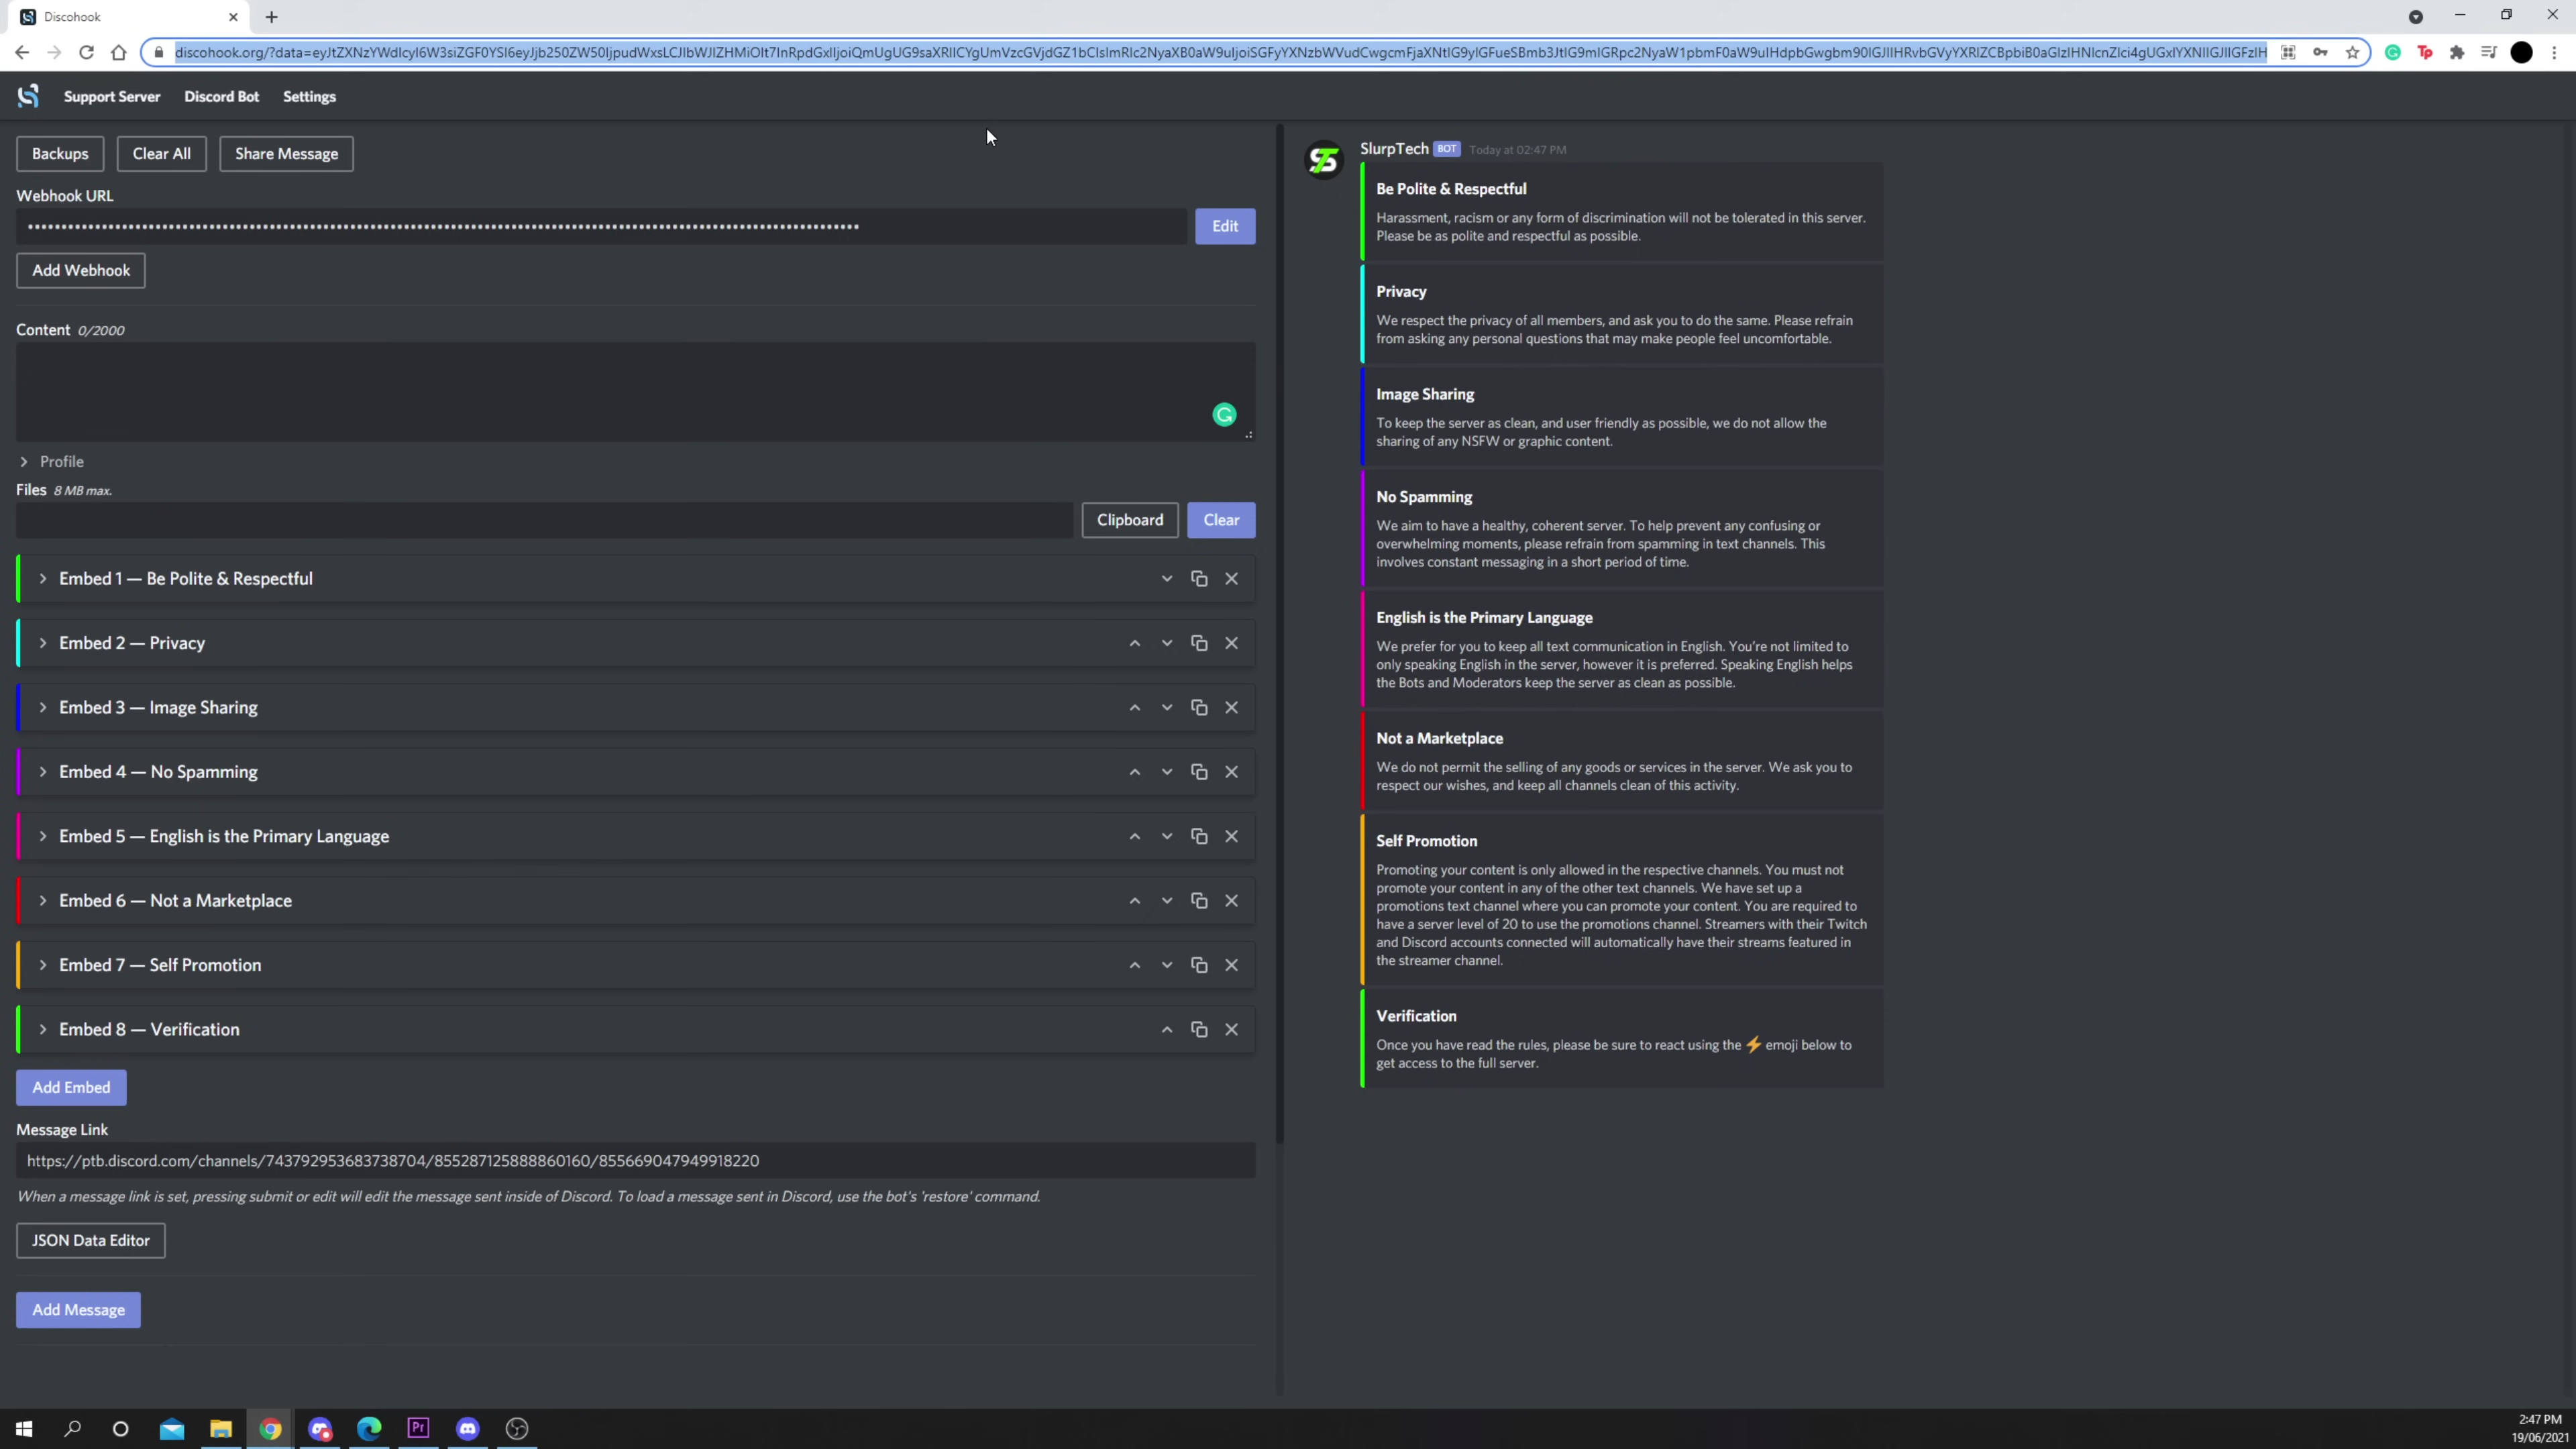 Discohook
discohook.org/?data=
Support Server
Discord Bot
Settings
Backups
Clear All
Share Message
Webhook URL
Edit
Add Webhook
Content 0/2000
Profile
Files 8 MB max.
Clipboard
Clear
Embed 1 — Be Polite & Respectful
Embed 2 — Privacy
Embed 3 — Image Sharing
Embed 4 — No Spamming
Embed 5 — English is the Primary Language
Embed 6 — Not a Marketplace
Embed 7 — Self Promotion
Embed 8 — Verification
Add Embed
Message Link
https://ptb.discord.com/channels/743792953683738704/855287125888860160/855669047949918220
When a message link is set, pressing submit or edit will edit the message sent inside of Discord. To load a message sent in Discord, use the bot's 'restore' command.
JSON Data Editor
Add Message
SlurpTech BOT Today at 02:47 PM
Be Polite & Respectful
Harassment, racism or any form of discrimination will not be tolerated in this server.
Please be as polite and respectful as possible.
Privacy
We respect the privacy of all members, and ask you to do the same. Please refrain
from asking any personal questions that may make people feel uncomfortable.
Image Sharing
To keep the server as clean, and user friendly as possible, we do not allow the
sharing of any NSFW or graphic content.
No Spamming
We aim to have a healthy, coherent server. To help prevent any confusing or
overwhelming moments, please refrain from spamming in text channels. This
involves constant messaging in a short period of time.
English is the Primary Language
We prefer for you to keep all text communication in English. You're not limited to
only speaking English in the server, however it is preferred. Speaking English helps
the Bots and Moderators keep the server as clean as possible.
Not a Marketplace
We do not permit the selling of any goods or services in the server. We ask you to
respect our wishes, and keep all channels clean of this activity.
Self Promotion
Promoting your content is only allowed in the respective channels. You must not
promote your content in any of the other text channels. We have set up a
promotions text channel where you can promote your content. You are required to
have a server level of 20 to use the promotions channel. Streamers with their Twitch
and Discord accounts connected will automatically have their streams featured in
the streamer channel.
Verification
Once you have read the rules, please be sure to react using the ⚡ emoji below to
get access to the full server.
Pr
2:47 PM
19/06/2021